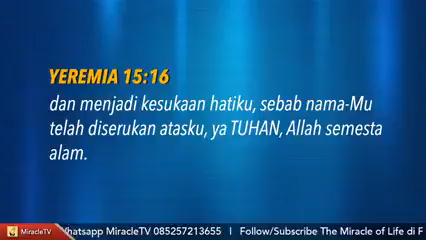 YEREMIA 15:16
dan menjadi kesukaan hatiku, sebab nama-Mu
telah diserukan atasku, ya TUHAN, Allah semesta
alam.
MiracleTV Whatsapp MiracleTV 085257213655 I Follow/Subscribe The Miracle of Life di F